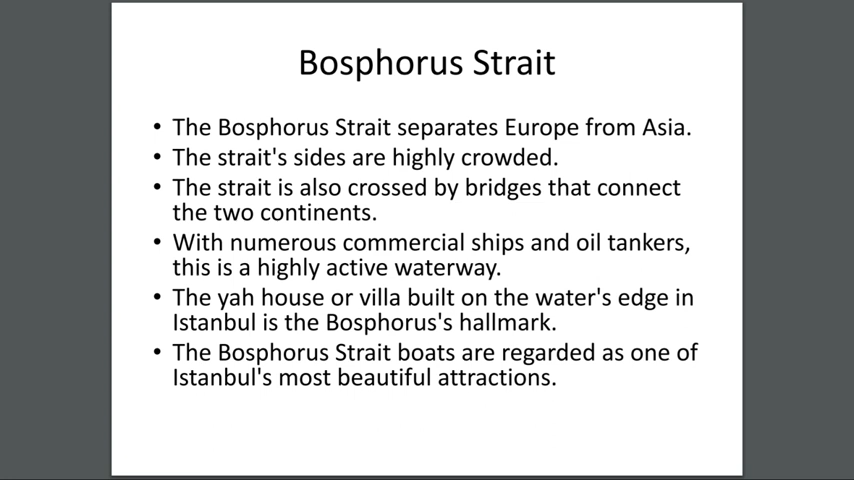 Bosphorus Strait
• The Bosphorus Strait separates Europe from Asia.
• The strait's sides are highly crowded.
• The strait is also crossed by bridges that connect
the two continents.
• With numerous commercial ships and oil tankers,
this is a highly active waterway.
• The yah house or villa built on the water's edge in
Istanbul is the Bosphorus's hallmark.
• The Bosphorus Strait boats are regarded as one of
Istanbul's most beautiful attractions.